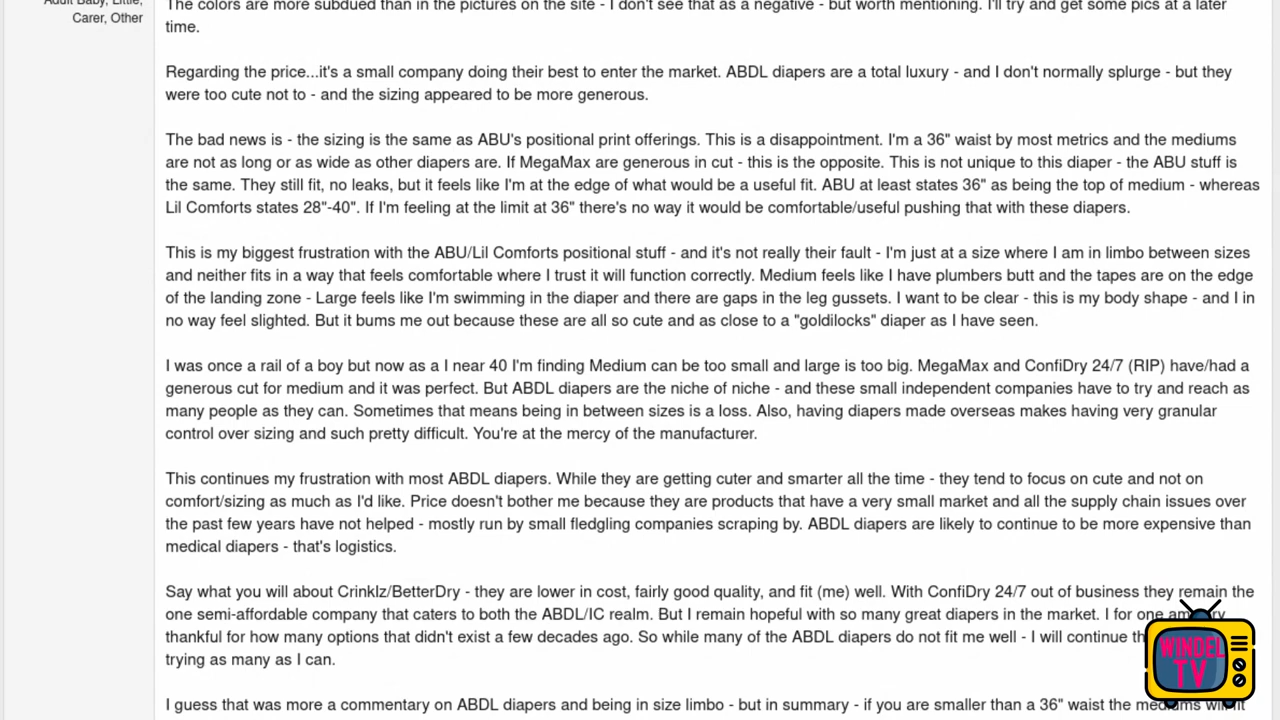 Adult Baby, Little,
Carer, Other
The colors are more subdued than in the pictures on the site - I don't see that as a negative - but worth mentioning. I'll try and get some pics at a later
time.
Regarding the price...it's a small company doing their best to enter the market. ABDL diapers are a total luxury - and I don't normally splurge - but they
were too cute not to - and the sizing appeared to be more generous.
The bad news is - the sizing is the same as ABU's positional print offerings. This is a disappointment. I'm a 36" waist by most metrics and the mediums
are not as long or as wide as other diapers are. If MegaMax are generous in cut - this is the opposite. This is not unique to this diaper - the ABU stuff is
the same. They still fit, no leaks, but it feels like I'm at the edge of what would be a useful fit. ABU at least states 36" as being the top of medium - whereas
Lil Comforts states 28"-40". If I'm feeling at the limit at 36" there's no way it would be comfortable/useful pushing that with these diapers.
This is my biggest frustration with the ABU/Lil Comforts positional stuff - and it's not really their fault - I'm just at a size where I am in limbo between sizes
and neither fits in a way that feels comfortable where I trust it will function correctly. Medium feels like I have plumbers butt and the tapes are on the edge
of the landing zone - Large feels like I'm swimming in the diaper and there are gaps in the leg gussets. I want to be clear - this is my body shape - and I in
no way feel slighted. But it bums me out because these are all so cute and as close to a "goldilocks" diaper as I have seen.
I was once a rail of a boy but now as a I near 40 I'm finding Medium can be too small and large is too big. MegaMax and ConfiDry 24/7 (RIP) have/had a
generous cut for medium and it was perfect. But ABDL diapers are the niche of niche - and these small independent companies have to try and reach as
many people as they can. Sometimes that means being in between sizes is a loss. Also, having diapers made overseas makes having very granular
control over sizing and such pretty difficult. You're at the mercy of the manufacturer.
This continues my frustration with most ABDL diapers. While they are getting cuter and smarter all the time - they tend to focus on cute and not on
comfort/sizing as much as I'd like. Price doesn't bother me because they are products that have a very small market and all the supply chain issues over
the past few years have not helped - mostly run by small fledgling companies scraping by. ABDL diapers are likely to continue to be more expensive than
medical diapers - that's logistics.
Say what you will about Crinklz/BetterDry - they are lower in cost, fairly good quality, and fit (me) well. With ConfiDry 24/7 out of business they remain the
one semi-affordable company that caters to both the ABDL/IC realm. But I remain hopeful with so many great diapers in the market. I for one
thankful for how many options that didn't exist a few decades ago. So while many of the ABDL diapers do not fit me well - I will continue
trying as many as I can.
I guess that was more a commentary on ABDL diapers and being in size limbo - but in summary - if you are smaller than a 36" waist the mediums will fit
WINDEL
TV